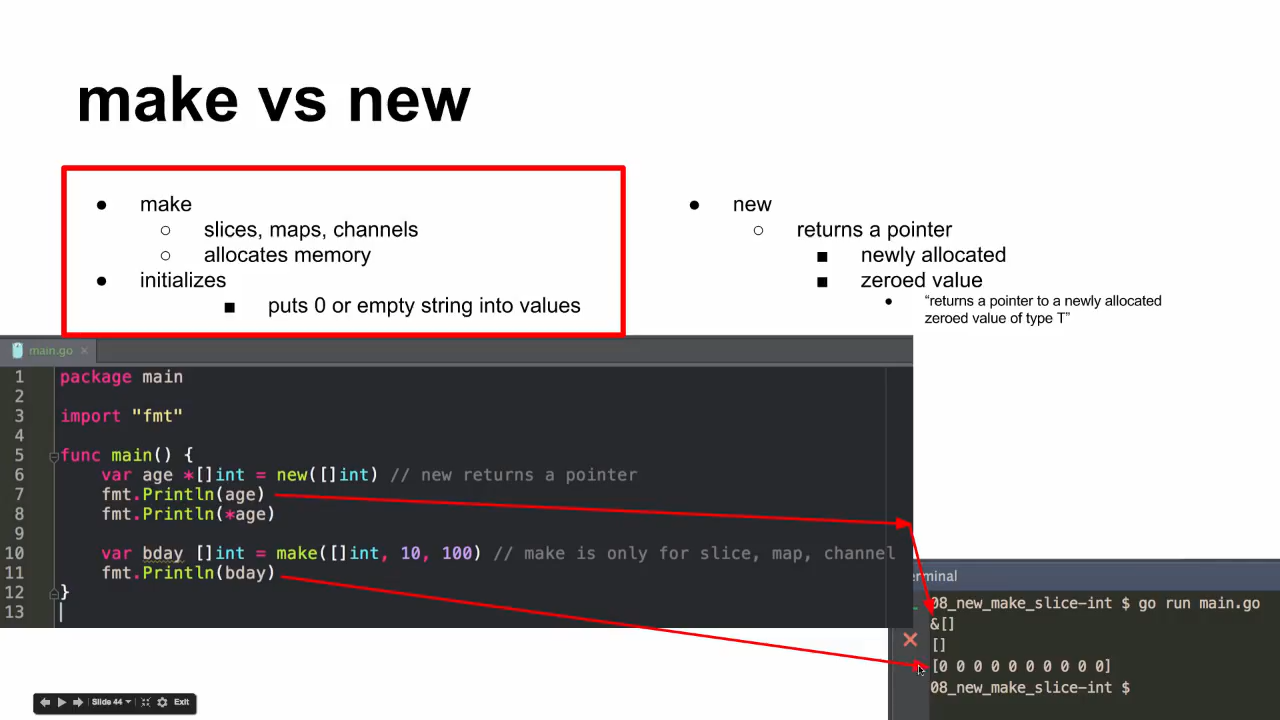 make vs new
make
slices, maps, channels
allocates memory
initializes
puts 0 or empty string into values
new
returns a pointer
newly allocated
zeroed value
“returns a pointer to a newly allocated
zeroed value of type T”
main.go ×
1 package main
2
3 import "fmt"
4
5 func main() {
6 var age *[]int = new([]int) // new returns a pointer
7 fmt.Println(age)
8 fmt.Println(*age)
9
10 var bday []int = make([]int, 10, 100) // make is only for slice, map, channel
11 fmt.Println(bday)
12 }
13
erminal
08_new_make_slice-int $ go run main.go
&[]
[]
[0 0 0 0 0 0 0 0 0 0]
08_new_make_slice-int $
Slide 44 Exit